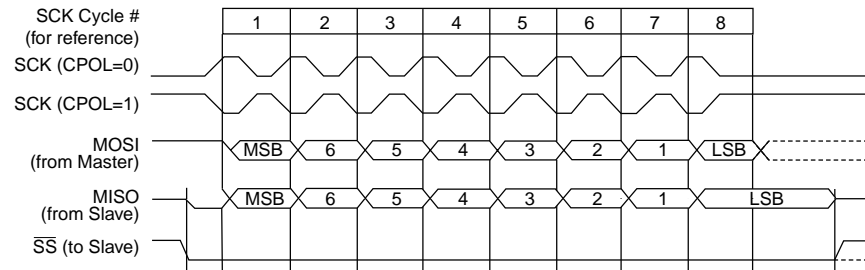 SCK Cycle #
(for reference)
1 2 3 4 5 6 7 8
SCK (CPOL=0)
SCK (CPOL=1)
MOSI
(from Master)
MSB 6 5 4 3 2 1 LSB
MISO
(from Slave)
MSB 6 5 4 3 2 1 LSB
S̅S̅ (to Slave)